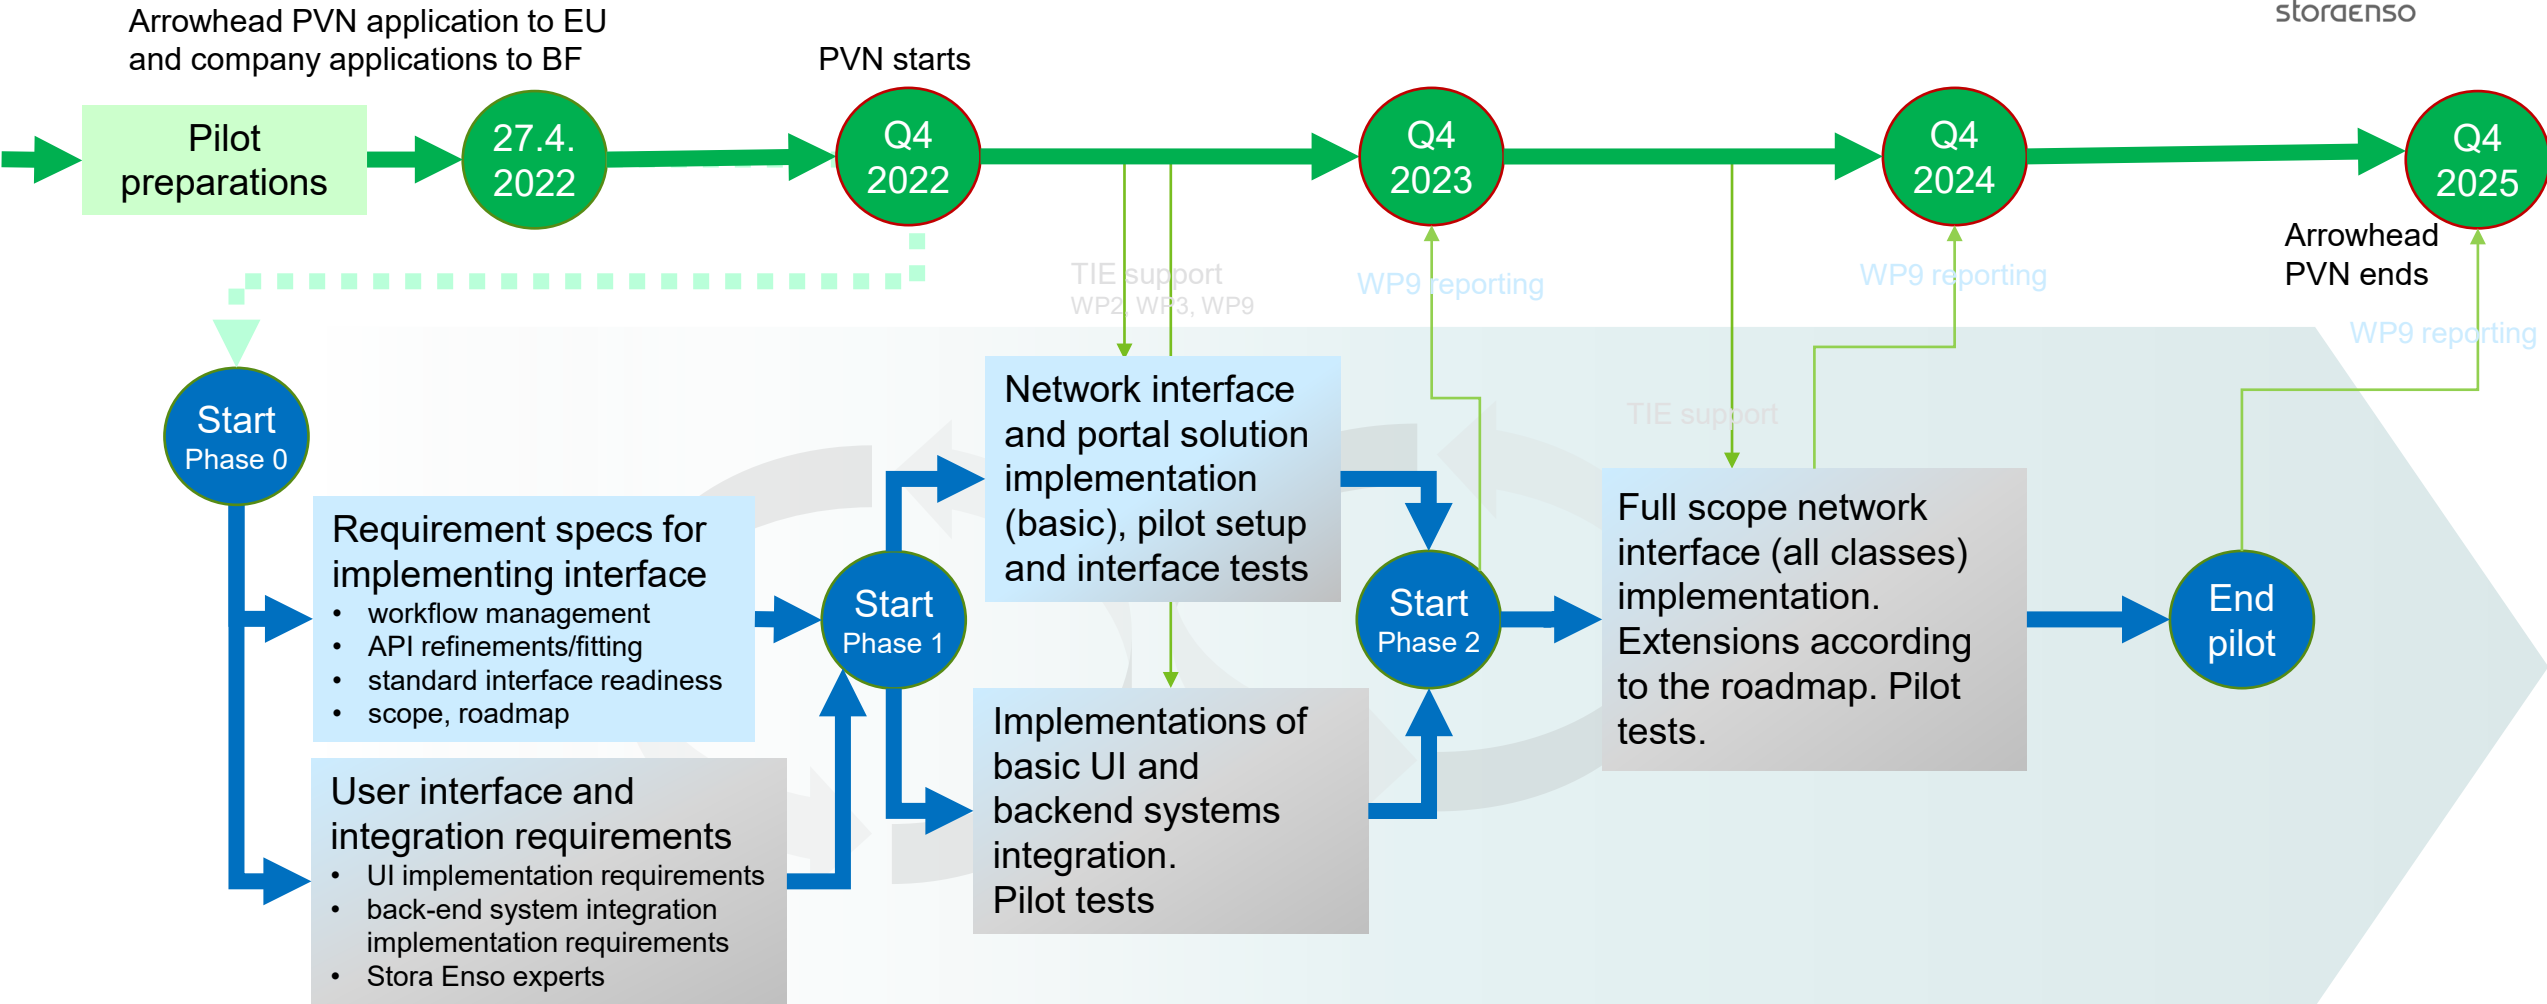 storaenso
Arrowhead PVN application to EU
and company applications to BF
PVN starts
Pilot
preparations
27.4.
2022
Q4
2022
Q4
2023
Q4
2024
Q4
2025
Arrowhead
PVN ends
TIE support
WP2, WP3, WP9
WP9 reporting
WP9 reporting
WP9 reporting
Start
Phase 0
Requirement specs for
implementing interface
• workflow management
• API refinements/fitting
• standard interface readiness
• scope, roadmap
User interface and
integration requirements
• UI implementation requirements
• back-end system integration
implementation requirements
• Stora Enso experts
Start
Phase 1
Network interface
and portal solution
implementation
(basic), pilot setup
and interface tests
Implementations of
basic UI and
backend systems
integration.
Pilot tests
Start
Phase 2
TIE support
Full scope network
interface (all classes)
implementation.
Extensions according
to the roadmap. Pilot
tests.
End
pilot